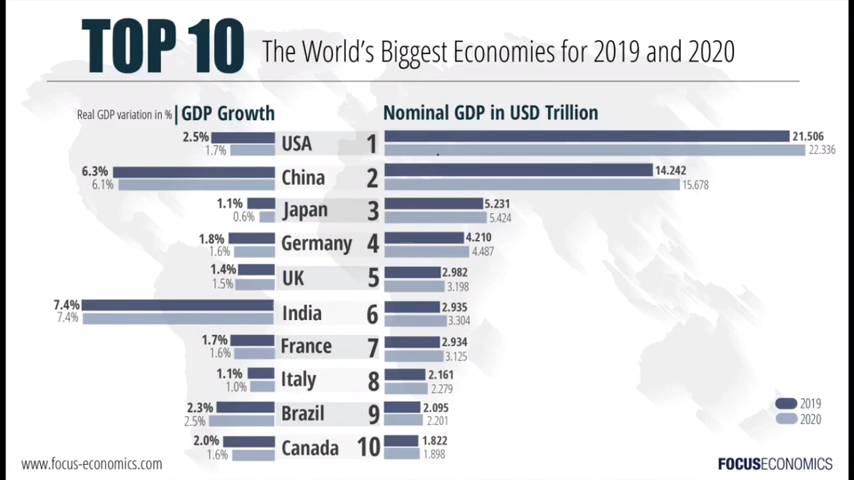 TOP 10 The World's Biggest Economies for 2019 and 2020
Real GDP variation in % | GDP Growth Nominal GDP in USD Trillion
2.5% USA 1 21.506
1.7% 22.336
6.3% China 2 14.242
6.1% 15.678
1.1% Japan 3 5.231
0.6% 5.424
1.8% Germany 4 4.210
1.6% 4.487
1.4% UK 5 2.982
1.5% 3.198
7.4% India 6 2.935
7.4% 3.304
1.7% France 7 2.934
1.6% 3.125
1.1% Italy 8 2.161
1.0% 2.279
2.3% Brazil 9 2.095
2.5% 2.201
2.0% Canada 10 1.822
1.6% 1.898
2019
2020
www.focus-economics.com FOCUSECONOMICS